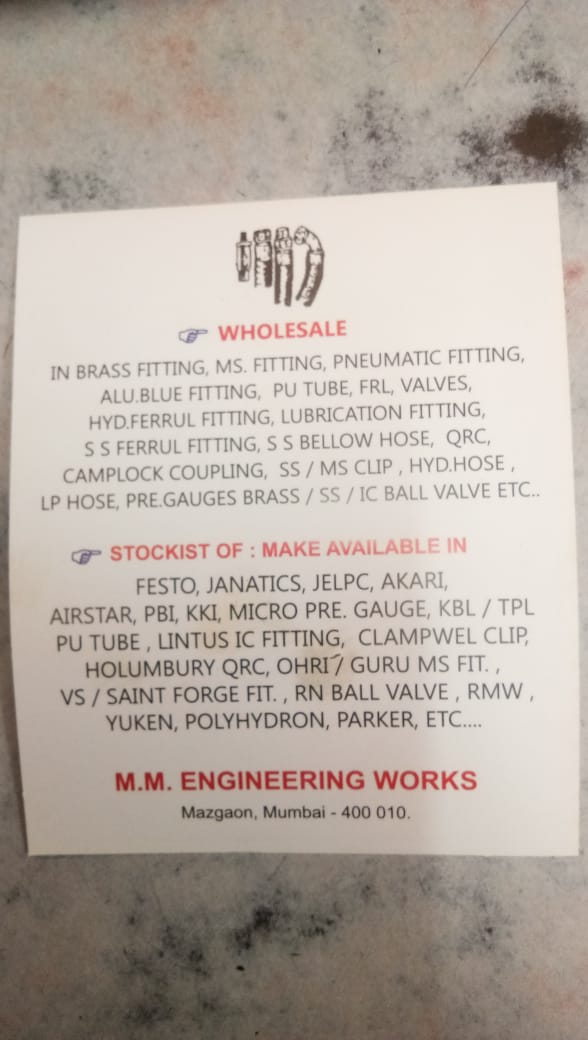 WHOLESALE
IN BRASS FITTING, MS. FITTING, PNEUMATIC FITTING,
ALU.BLUE FITTING, PU TUBE, FRL, VALVES,
HYD.FERRUL FITTING, LUBRICATION FITTING,
S S FERRUL FITTING, S S BELLOW HOSE, QRC,
CAMPLOCK COUPLING, SS / MS CLIP , HYD.HOSE ,
LP HOSE, PRE.GAUGES BRASS / SS / IC BALL VALVE ETC..
STOCKIST OF : MAKE AVAILABLE IN
FESTO, JANATICS, JELPC, AKARI,
AIRSTAR, PBI, KKI, MICRO PRE. GAUGE, KBL / TPL
PU TUBE , LINTUS IC FITTING, CLAMPWEL CLIP,
HOLUMBURY QRC, OHRI / GURU MS FIT. ,
VS / SAINT FORGE FIT. , RN BALL VALVE , RMW ,
YUKEN, POLYHYDRON, PARKER, ETC....
M.M. ENGINEERING WORKS
Mazgaon, Mumbai - 400 010.